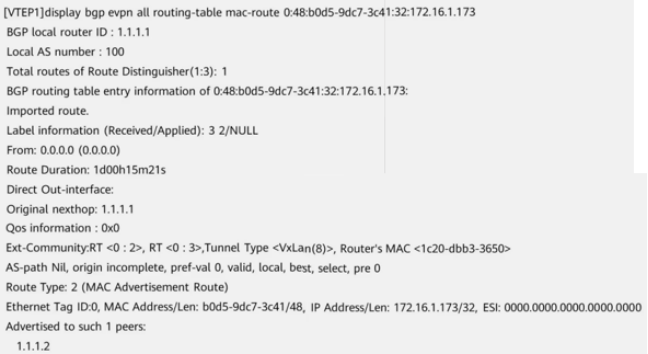 [VTEP1]display bgp evpn all routing-table mac-route 0:48:b0d5-9dc7-3c41:32:172.16.1.173
BGP local router ID : 1.1.1.1
Local AS number : 100
Total routes of Route Distinguisher(1:3): 1
BGP routing table entry information of 0:48:b0d5-9dc7-3c41:32:172.16.1.173:
Imported route.
Label information (Received/Applied): 3 2/NULL
From: 0.0.0.0 (0.0.0.0)
Route Duration: 1d00h15m21s
Direct Out-interface:
Original nexthop: 1.1.1.1
Qos information : 0x0
Ext-Community:RT <0 : 2>, RT <0 : 3>,Tunnel Type <VxLan(8)>, Router's MAC <1c20-dbb3-3650>
AS-path Nil, origin incomplete, pref-val 0, valid, local, best, select, pre 0
Route Type: 2 (MAC Advertisement Route)
Ethernet Tag ID:0, MAC Address/Len: b0d5-9dc7-3c41/48, IP Address/Len: 172.16.1.173/32, ESI: 0000.0000.0000.0000.0000
Advertised to such 1 peers:
1.1.1.2